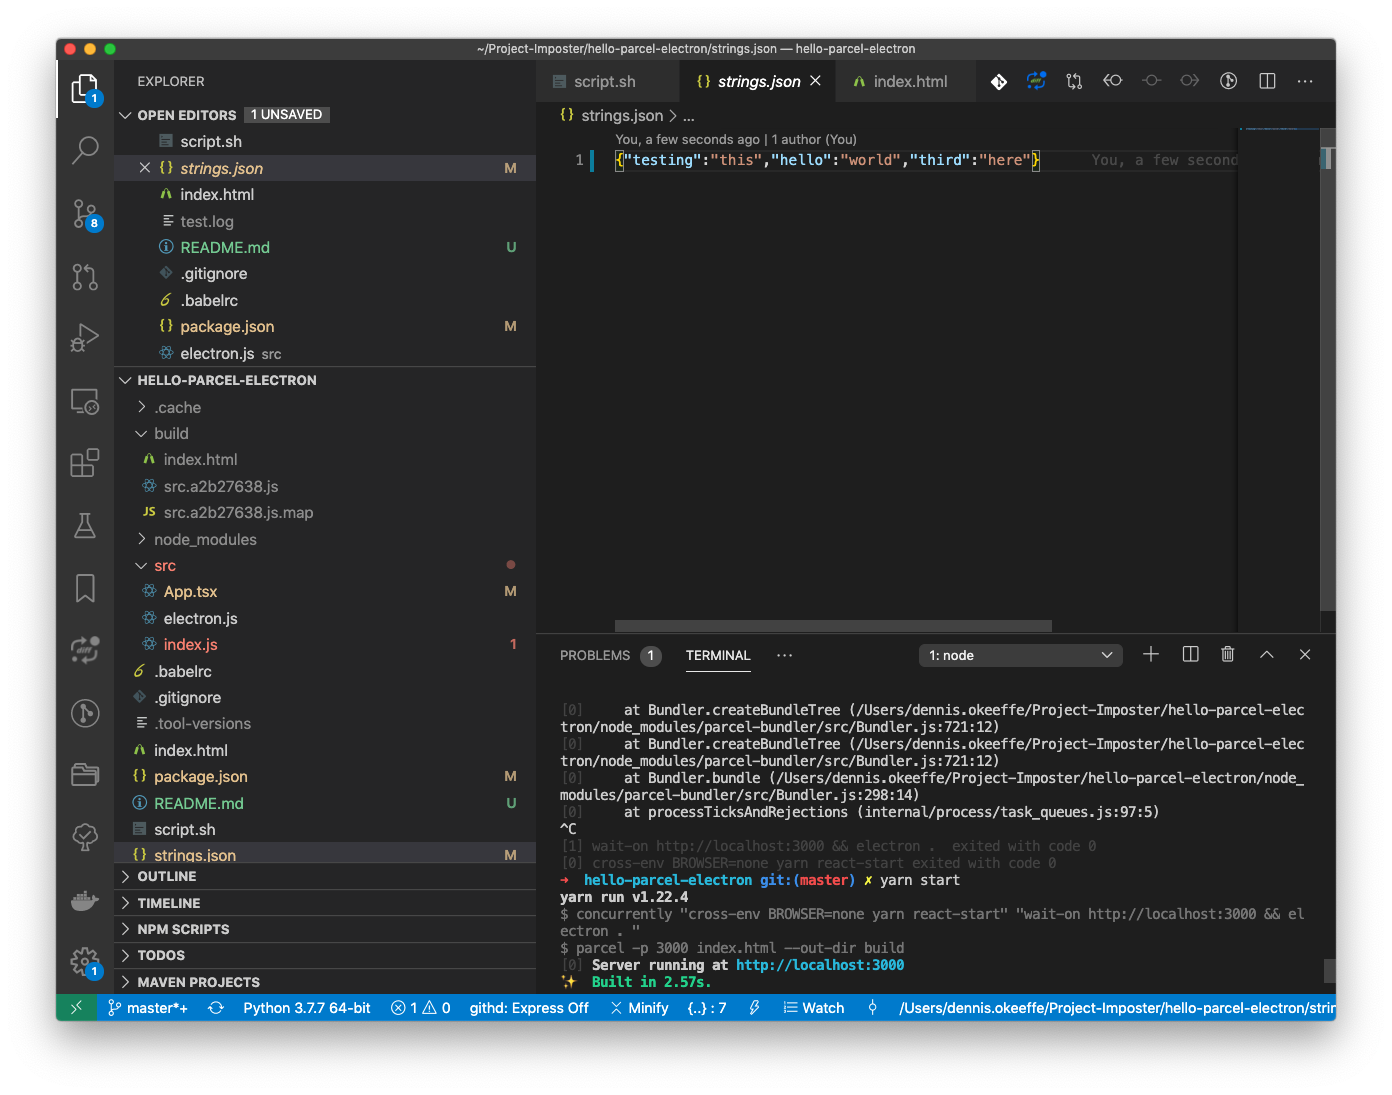 ~/Project-Imposter/hello-parcel-electron/strings.json — hello-parcel-electron
EXPLORER
OPEN EDITORS 1 UNSAVED
script.sh
strings.json M
index.html
test.log
README.md U
.gitignore
.babelrc
package.json M
electron.js src
HELLO-PARCEL-ELECTRON
.cache
build
index.html
src.a2b27638.js
JS src.a2b27638.js.map
node_modules
src
App.tsx M
electron.js
index.js 1
.babelrc
.gitignore
.tool-versions
index.html
package.json M
README.md U
script.sh
strings.json M
OUTLINE
TIMELINE
NPM SCRIPTS
TODOS
MAVEN PROJECTS
1
8
1
script.sh
{} strings.json
index.html
{} strings.json > ...
You, a few seconds ago | 1 author (You)
1 {"testing":"this","hello":"world","third":"here"} You, a few second
PROBLEMS 1 TERMINAL ... 1: node
[0] at Bundler.createBundleTree (/Users/dennis.okeeffe/Project-Imposter/hello-parcel-elec
tron/node_modules/parcel-bundler/src/Bundler.js:721:12)
[0] at Bundler.createBundleTree (/Users/dennis.okeeffe/Project-Imposter/hello-parcel-elec
tron/node_modules/parcel-bundler/src/Bundler.js:721:12)
[0] at Bundler.bundle (/Users/dennis.okeeffe/Project-Imposter/hello-parcel-electron/node_
modules/parcel-bundler/src/Bundler.js:298:14)
[0] at processTicksAndRejections (internal/process/task_queues.js:97:5)
^C
[1] wait-on http://localhost:3000 && electron . exited with code 0
[0] cross-env BROWSER=none yarn react-start exited with code 0
➜ hello-parcel-electron git:(master) ✗ yarn start
yarn run v1.22.4
$ concurrently "cross-env BROWSER=none yarn react-start" "wait-on http://localhost:3000 && el
ectron . "
$ parcel -p 3000 index.html --out-dir build
[0] Server running at http://localhost:3000
✨ Built in 2.57s.
master*+ Python 3.7.7 64-bit 1 0 githd: Express Off Minify {..} : 7 Watch /Users/dennis.okeeffe/Project-Imposter/hello-parcel-electron/strin